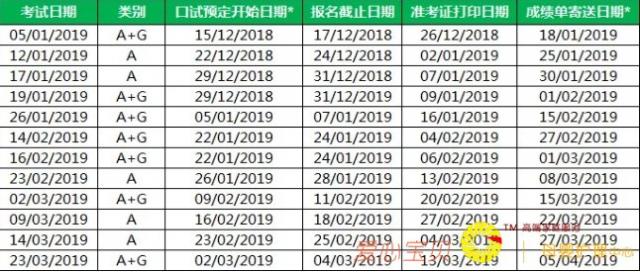 考试日期 类别 口试预定开始日期* 报名截止日期 准考证打印日期 成绩单寄送日期*
05/01/2019 A+G 15/12/2018 17/12/2018 26/12/2018 18/01/2019
12/01/2019 A 22/12/2018 24/12/2018 02/01/2019 25/01/2019
17/01/2019 A 29/12/2018 31/12/2018 07/01/2019 30/01/2019
19/01/2019 A+G 29/12/2018 31/12/2019 09/01/2019 01/02/2019
26/01/2019 A+G 05/01/2019 07/01/2019 16/01/2019 15/02/2019
14/02/2019 A+G 22/01/2019 24/01/2019 04/02/2019 27/02/2019
16/02/2019 A+G 22/01/2019 24/01/2019 06/02/2019 01/03/2019
23/02/2019 A 26/01/2019 28/01/2019 13/02/2019 08/03/2019
02/03/2019 A+G 09/02/2019 11/02/2019 20/02/2019 15/03/2019
09/03/2019 A 16/02/2019 18/02/2019 27/02/2019 22/03/2019
14/03/2019 A 23/02/2019 25/02/2019 04/03/2019 27/03/2019
23/03/2019 A+G 02/03/2019 04/03/2019 13/03/2019 05/04/2019
TM